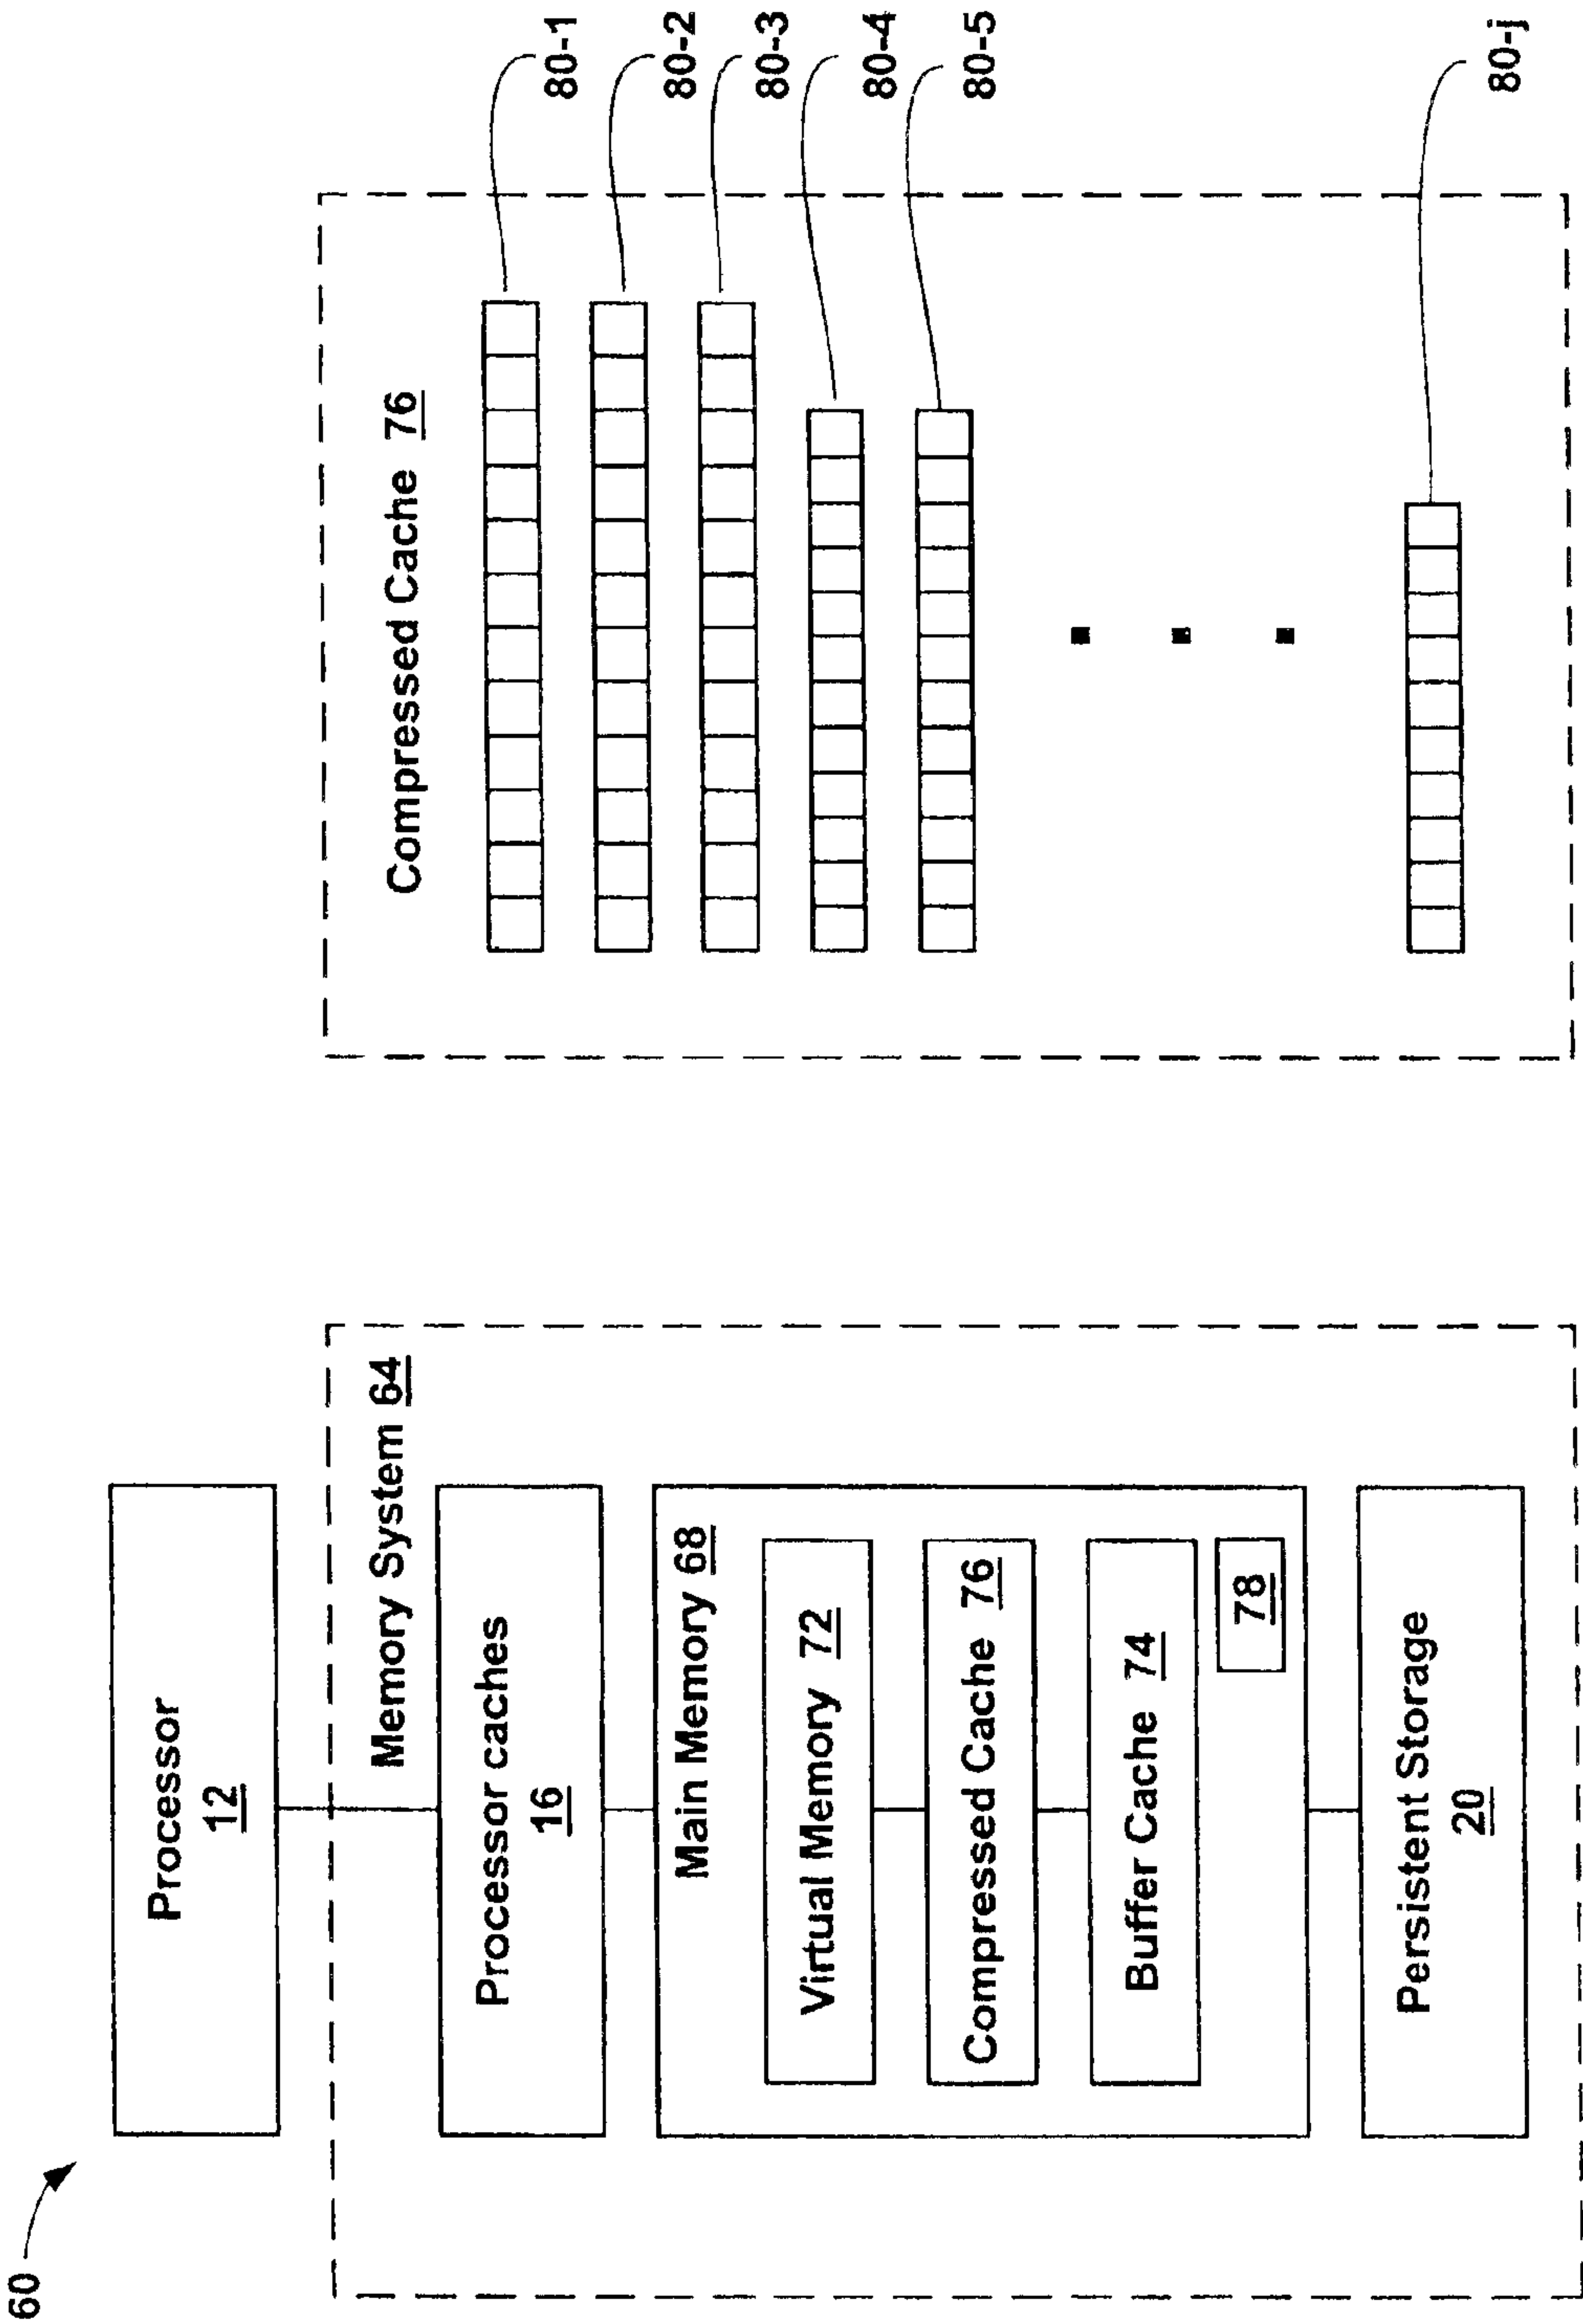 60
Processor
12
Memory System 64
Processor caches
16
Main Memory 68
Virtual Memory 72
Compressed Cache 76
Buffer Cache 74
78
Persistent Storage
20
Compressed Cache 76
80-1
80-2
80-3
80-4
80-5
80-j